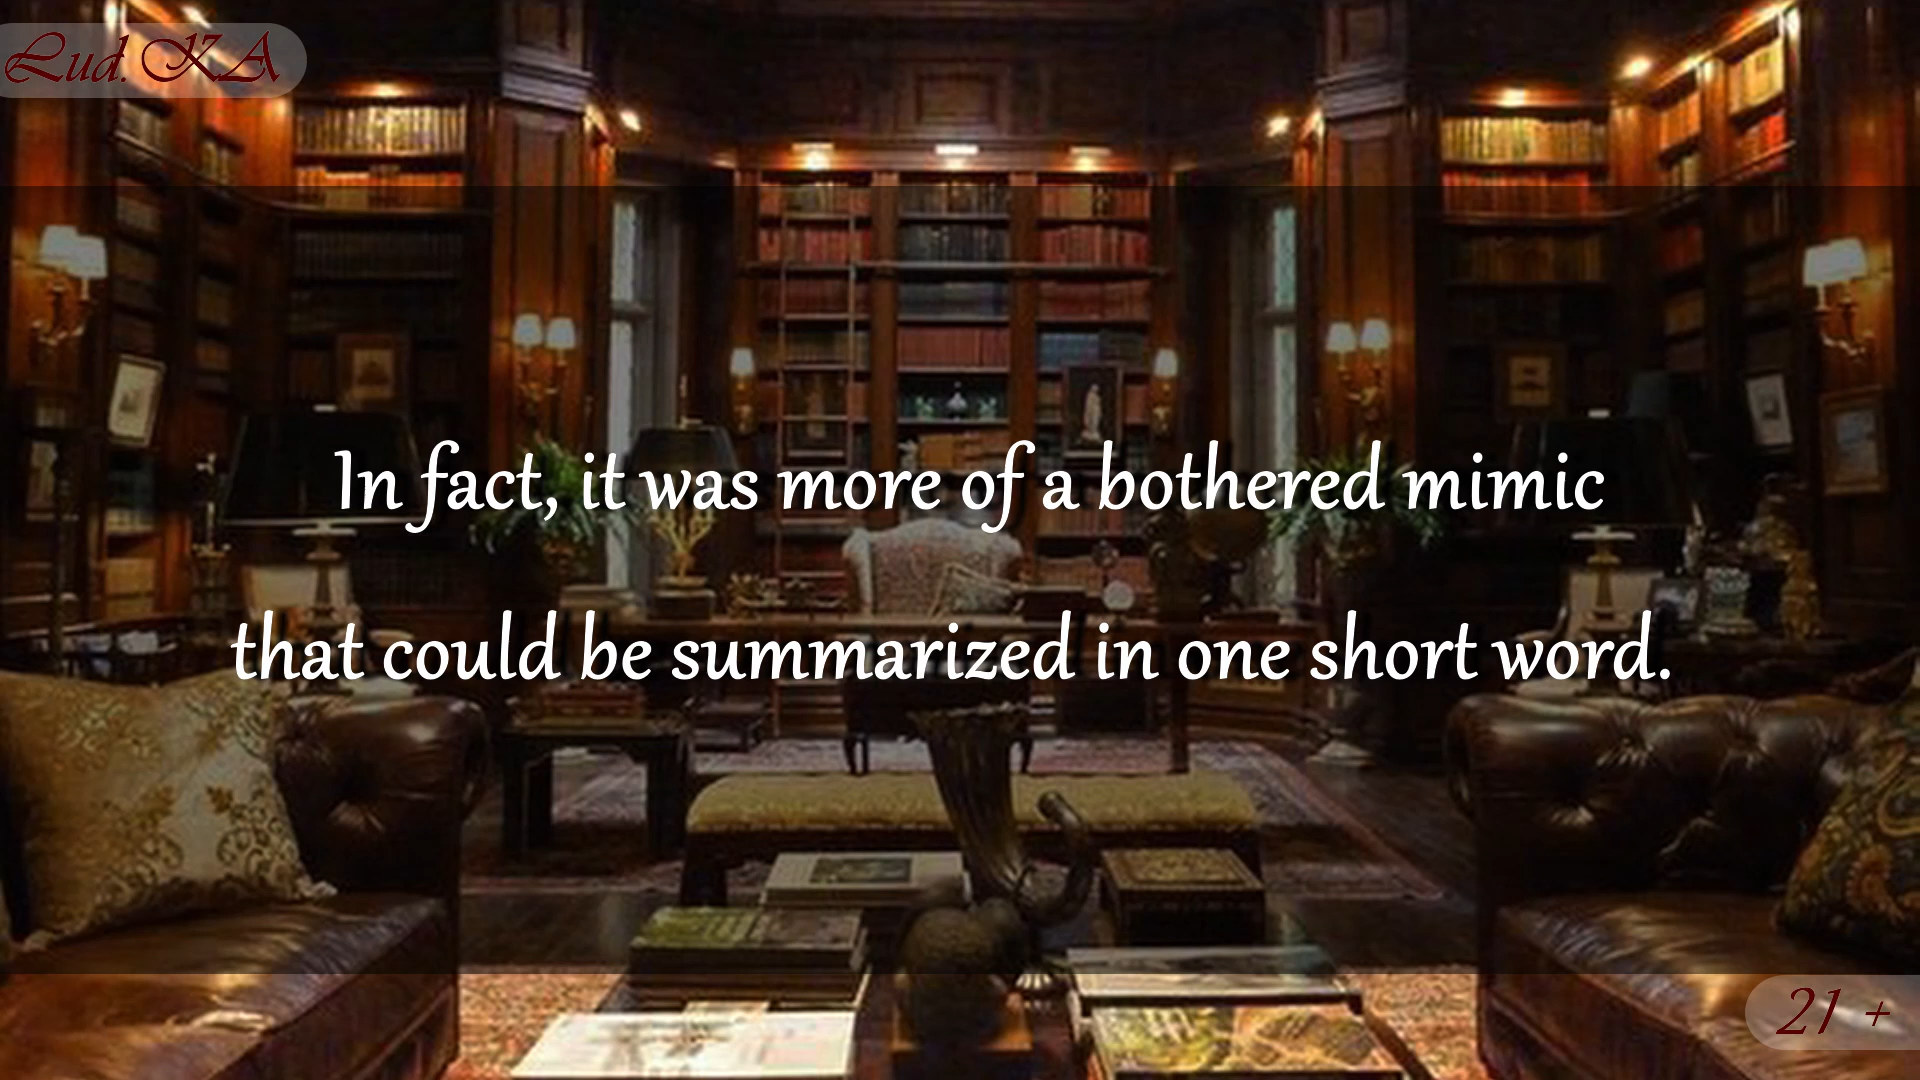 Lud. KA
In fact, it was more of a bothered mimic
that could be summarized in one short word.
21 +